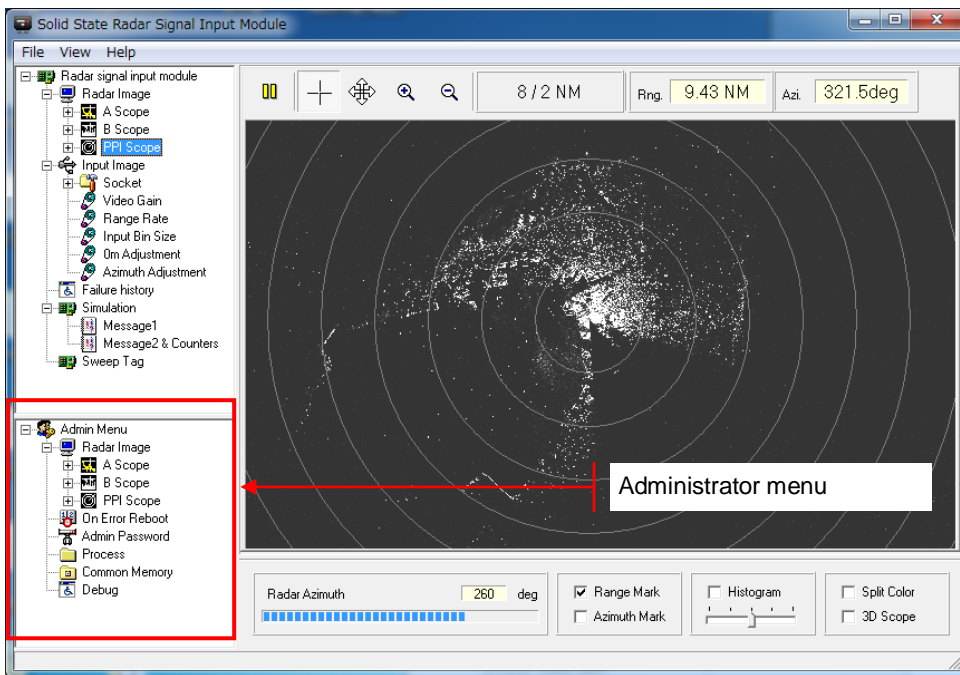 Solid State Radar Signal Input Module
File View Help
Radar signal input module
Radar Image
A Scope
B Scope
PPI Scope
Input Image
Socket
Video Gain
Range Rate
Input Bin Size
0m Adjustment
Azimuth Adjustment
Failure history
Simulation
Message1
Message2 & Counters
Sweep Tag
8 / 2 NM
Rng. 9.43 NM
Azi. 321.5deg
Admin Menu
Radar Image
A Scope
B Scope
PPI Scope
On Error Reboot
Admin Password
Process
Common Memory
Debug
Administrator menu
Radar Azimuth 260 deg
Range Mark
Azimuth Mark
Histogram
Split Color
3D Scope